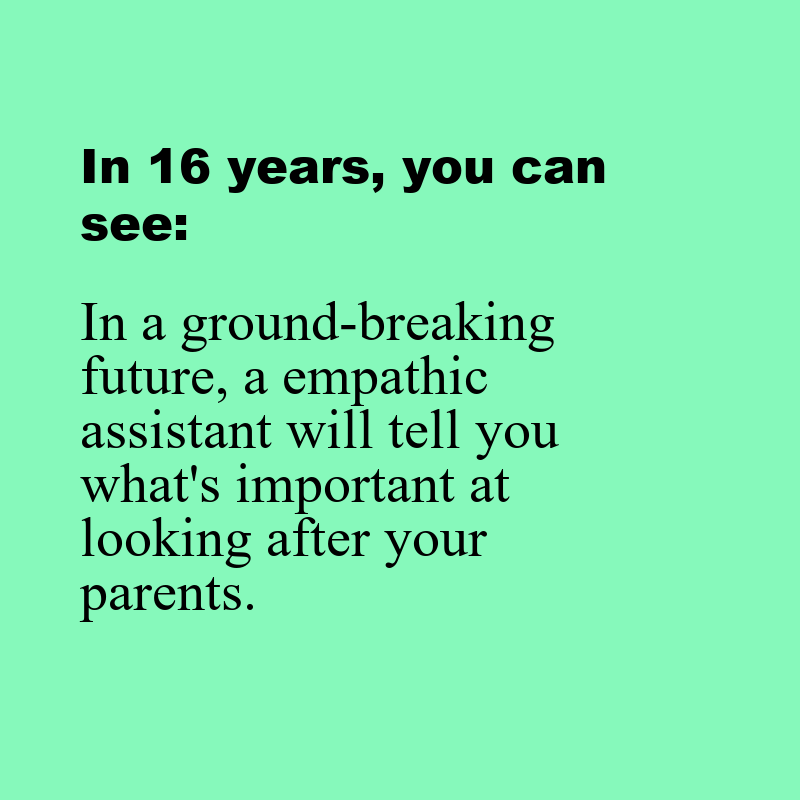 In 16 years, you can
see:
In a ground-breaking
future, a empathic
assistant will tell you
what's important at
looking after your
parents.